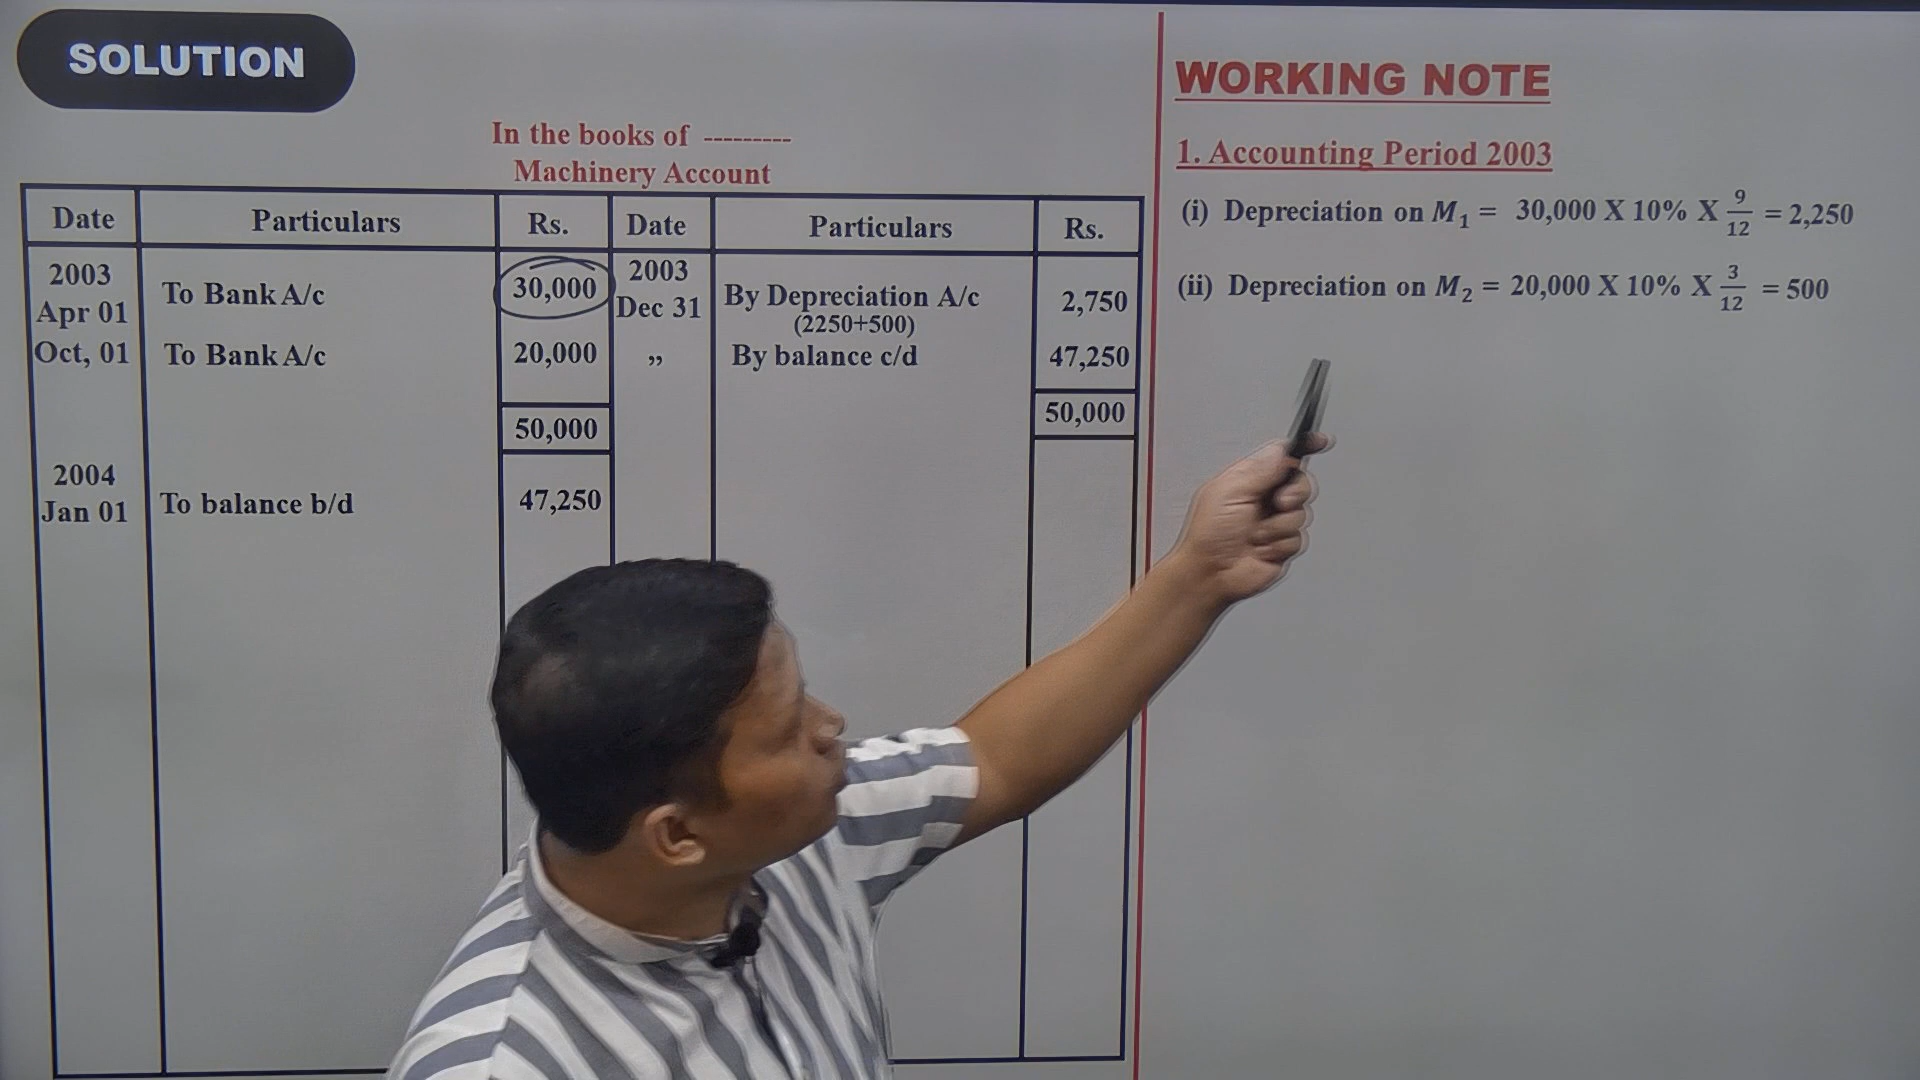 SOLUTION
In the books of ---------
Machinery Account
Date Particulars Rs. Date Particulars Rs.
2003 2003
Apr 01 To Bank A/c 30,000 Dec 31 By Depreciation A/c 2,750
(2250+500)
Oct, 01 To Bank A/c 20,000 ,, By balance c/d 47,250
50,000 50,000
2004
Jan 01 To balance b/d 47,250
WORKING NOTE
1. Accounting Period 2003
(i) Depreciation on M₁ = 30,000 X 10% X 9/12 = 2,250
(ii) Depreciation on M₂ = 20,000 X 10% X 3/12 = 500